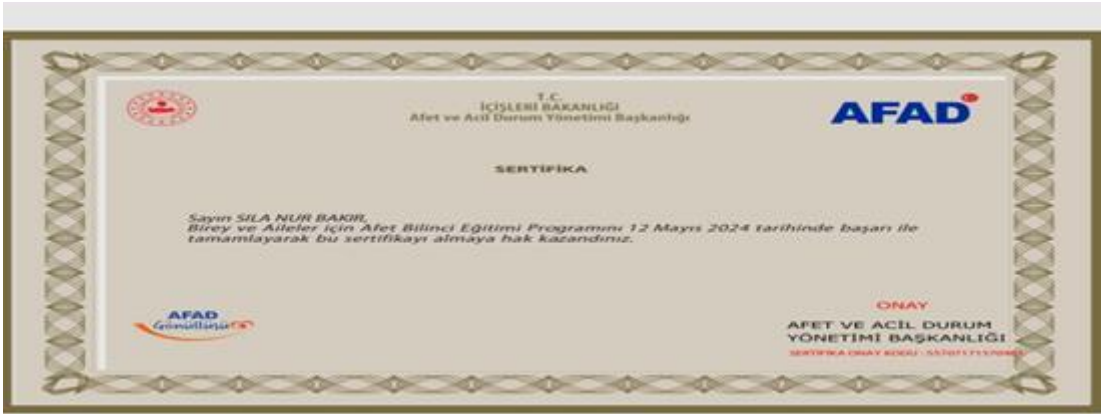 T.C.
İÇİŞLERİ BAKANLIĞI
Afet ve Acil Durum Yönetimi Başkanlığı
AFAD
SERTİFİKA
Sayın SILA NUR BAKIR,
Birey ve Aileler için Afet Bilinci Eğitimi Programını 12 Mayıs 2024 tarihinde başarı ile
tamamlayarak bu sertifikayı almaya hak kazandınız.
AFAD
Gönüllüsü
ONAY
AFET VE ACİL DURUM
YÖNETİMİ BAŞKANLIĞI
SERTİFİKA ONAY KODU :